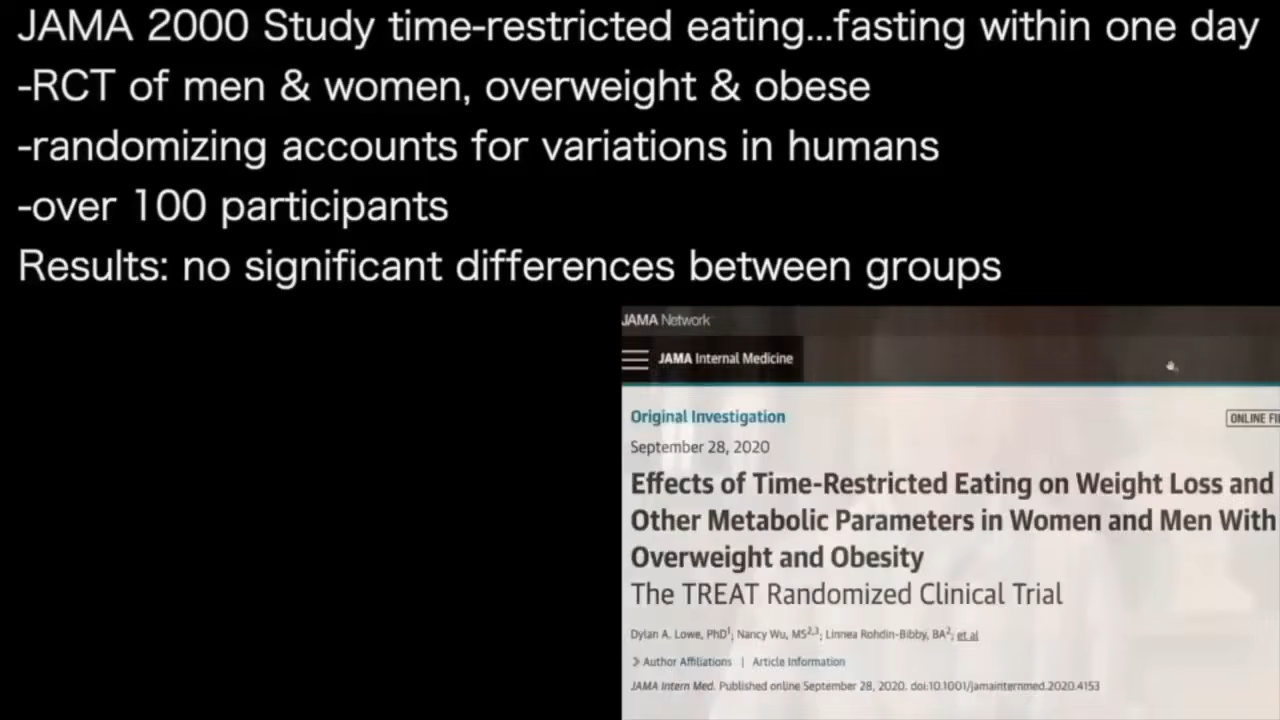 JAMA 2000 Study time-restricted eating...fasting within one day
-RCT of men & women, overweight & obese
-randomizing accounts for variations in humans
-over 100 participants
Results: no significant differences between groups
JAMA Network
JAMA Internal Medicine
Original Investigation
ONLINE FI
September 28, 2020
Effects of Time-Restricted Eating on Weight Loss and
Other Metabolic Parameters in Women and Men With
Overweight and Obesity
The TREAT Randomized Clinical Trial
Dylan A. Lowe, PhD1; Nancy Wu, MS2,3; Linnea Rohdin-Bibby, BA2; et al
> Author Affiliations | Article Information
JAMA Intern Med. Published online September 28, 2020. doi:10.1001/jamainternmed.2020.4153